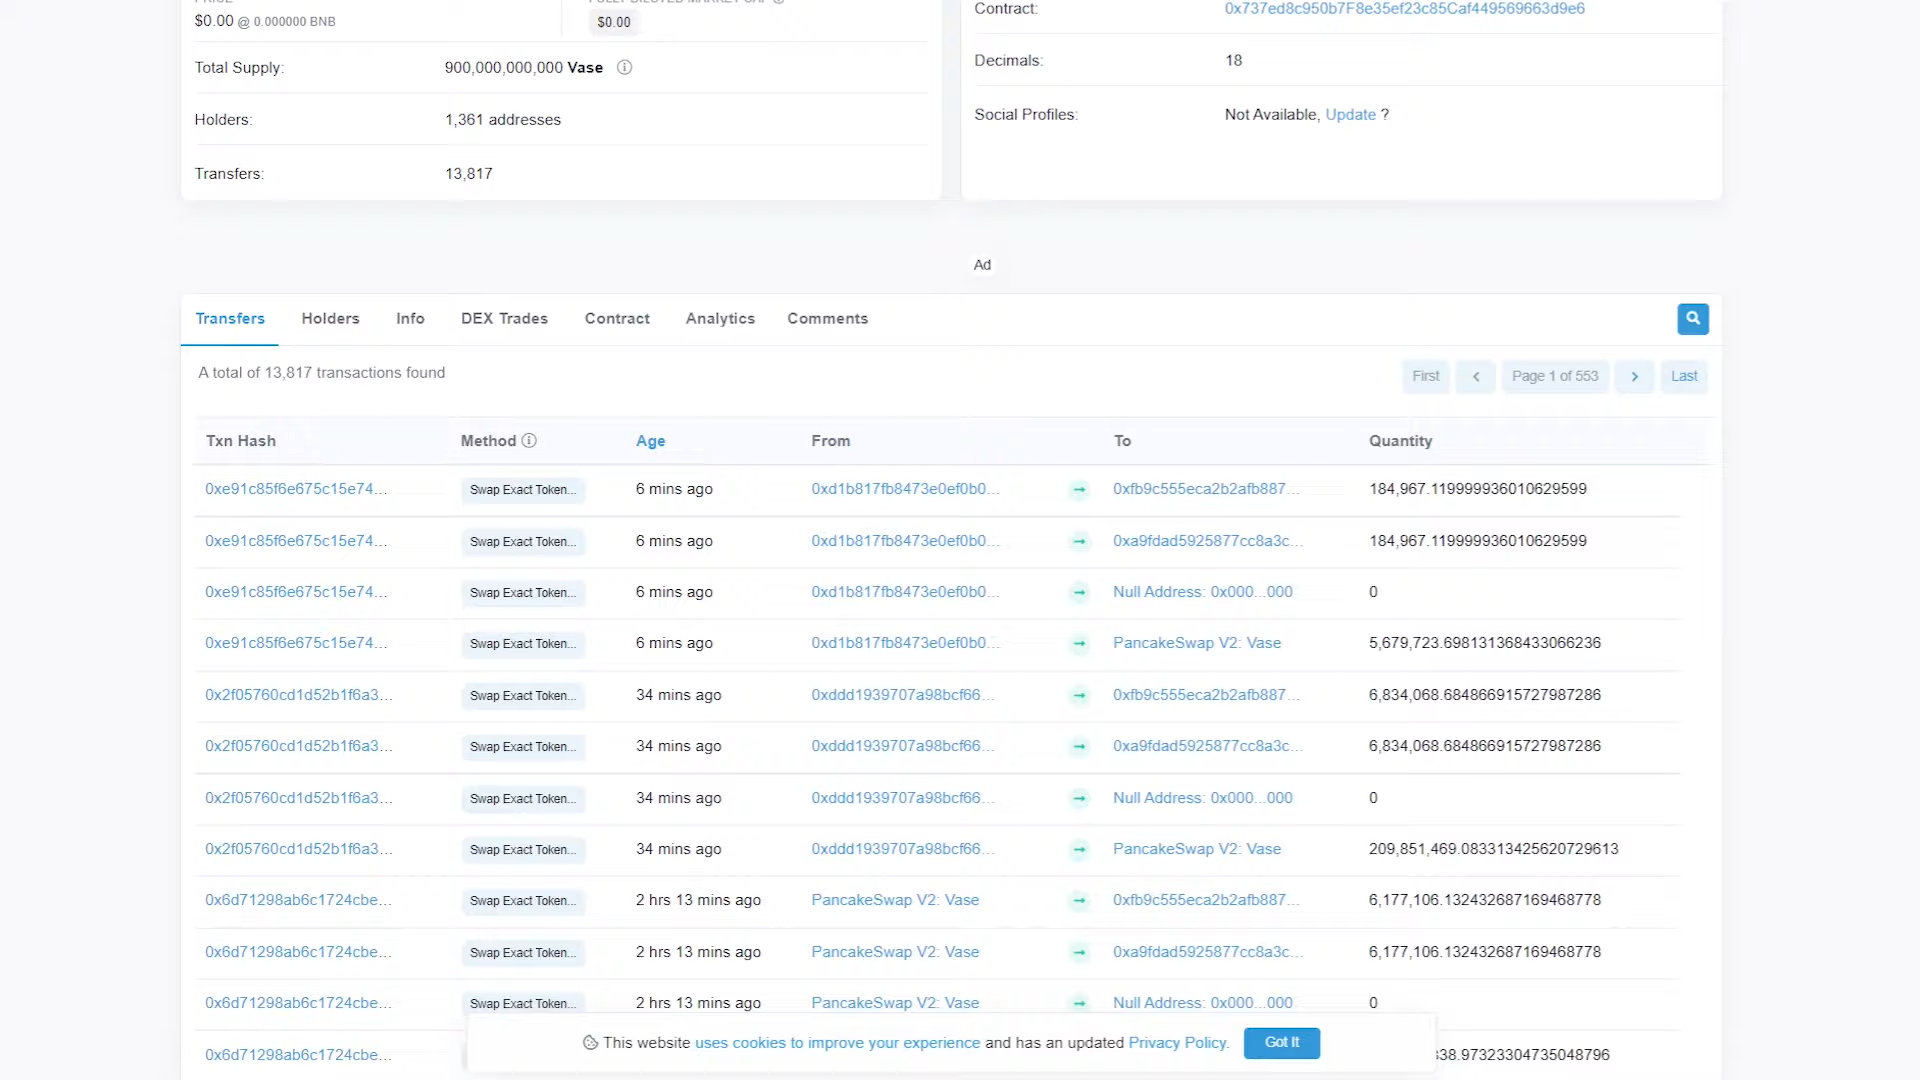 PRICE
FULLY DILUTED MARKET CAP
$0.00 @ 0.000000 BNB
$0.00
Total Supply:
900,000,000,000 Vase
Holders:
1,361 addresses
Transfers:
13,817
Contract:
0x737ed8c950b7F8e35ef23c85Caf449569663d9e6
Decimals:
18
Social Profiles:
Not Available, Update ?
Ad
Transfers Holders Info DEX Trades Contract Analytics Comments
A total of 13,817 transactions found
First Page 1 of 553 Last
Txn Hash Method Age From To Quantity
0xe91c85f6e675c15e74... Swap Exact Token... 6 mins ago 0xd1b817fb8473e0ef0b0... 0xfb9c555eca2b2afb887... 184,967.119999936010629599
0xe91c85f6e675c15e74... Swap Exact Token... 6 mins ago 0xd1b817fb8473e0ef0b0... 0xa9fdad5925877cc8a3c... 184,967.119999936010629599
0xe91c85f6e675c15e74... Swap Exact Token... 6 mins ago 0xd1b817fb8473e0ef0b0... Null Address: 0x000...000 0
0xe91c85f6e675c15e74... Swap Exact Token... 6 mins ago 0xd1b817fb8473e0ef0b0... PancakeSwap V2: Vase 5,679,723.698131368433066236
0x2f05760cd1d52b1f6a3... Swap Exact Token... 34 mins ago 0xddd1939707a98bcf66... 0xfb9c555eca2b2afb887... 6,834,068.684866915727987286
0x2f05760cd1d52b1f6a3... Swap Exact Token... 34 mins ago 0xddd1939707a98bcf66... 0xa9fdad5925877cc8a3c... 6,834,068.684866915727987286
0x2f05760cd1d52b1f6a3... Swap Exact Token... 34 mins ago 0xddd1939707a98bcf66... Null Address: 0x000...000 0
0x2f05760cd1d52b1f6a3... Swap Exact Token... 34 mins ago 0xddd1939707a98bcf66... PancakeSwap V2: Vase 209,851,469.083313425620729613
0x6d71298ab6c1724cbe... Swap Exact Token... 2 hrs 13 mins ago PancakeSwap V2: Vase 0xfb9c555eca2b2afb887... 6,177,106.132432687169468778
0x6d71298ab6c1724cbe... Swap Exact Token... 2 hrs 13 mins ago PancakeSwap V2: Vase 0xa9fdad5925877cc8a3c... 6,177,106.132432687169468778
0x6d71298ab6c1724cbe... Swap Exact Token... 2 hrs 13 mins ago PancakeSwap V2: Vase Null Address: 0x000...000 0
This website uses cookies to improve your experience and has an updated Privacy Policy. Got It
0x6d71298ab6c1724cbe... 38.97323304735048796